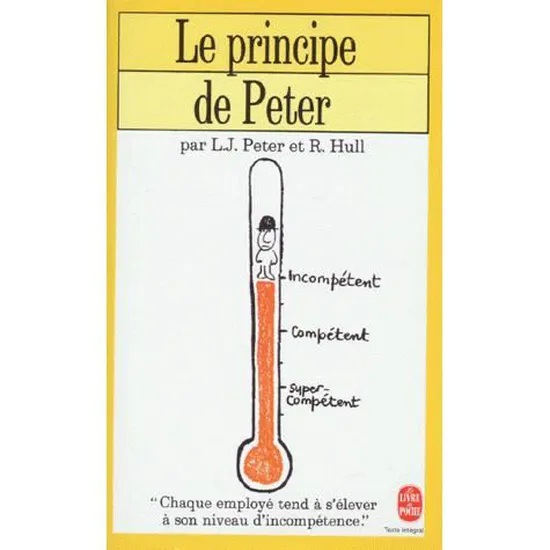 Le principe
de Peter
par L.J. Peter et R. Hull
Incompétent
Compétent
Super-
Compétent
"Chaque employé tend à s'élever
à son niveau d'incompétence."
Le LIVRE
de POCHE
Texte intégral